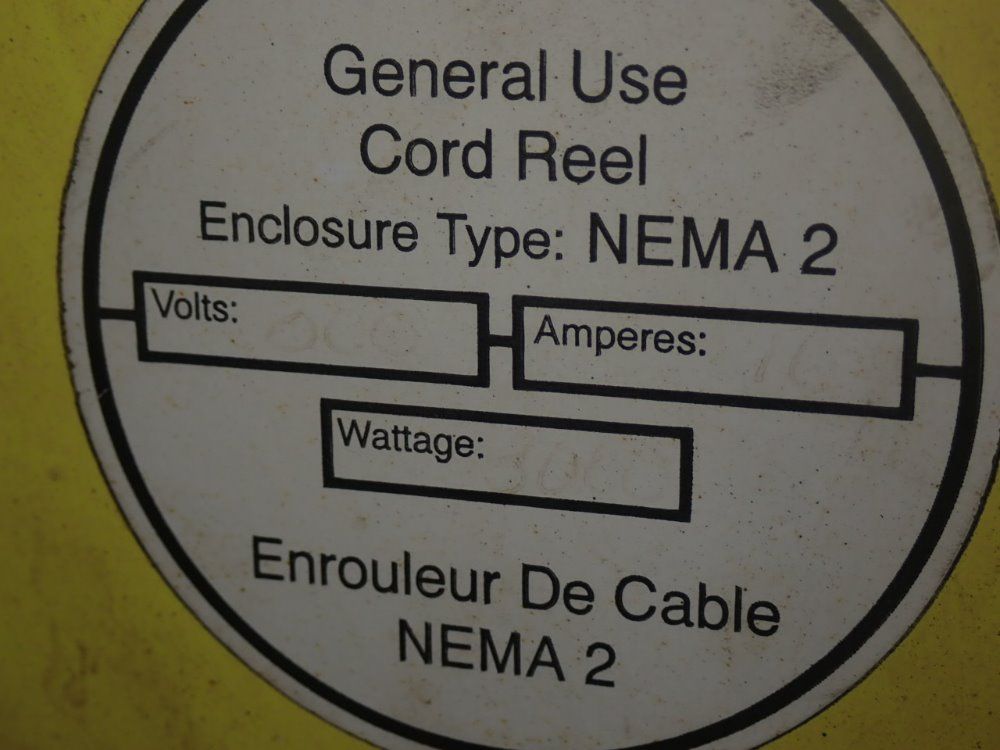 General Use
Cord Reel
Enclosure Type: NEMA 2
Volts:
Amperes:
Wattage:
Enrouleur De Cable
NEMA 2